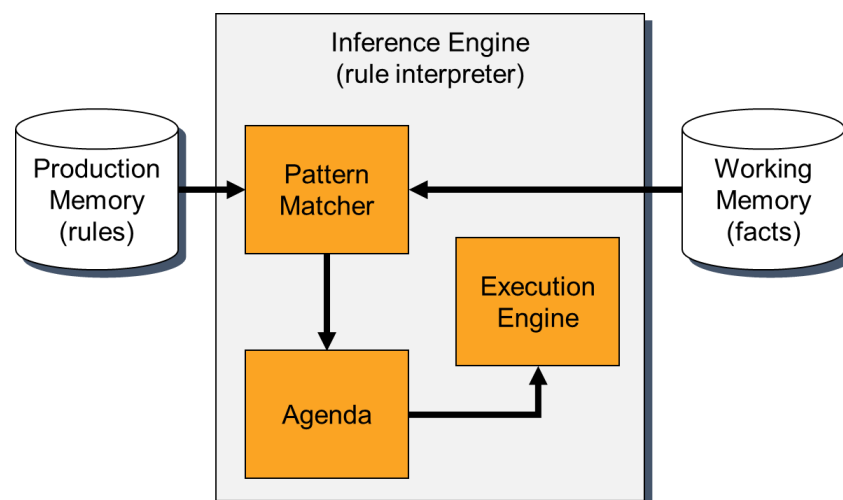 Inference Engine
(rule interpreter)
Production
Memory
(rules)
Pattern
Matcher
Working
Memory
(facts)
Execution
Engine
Agenda